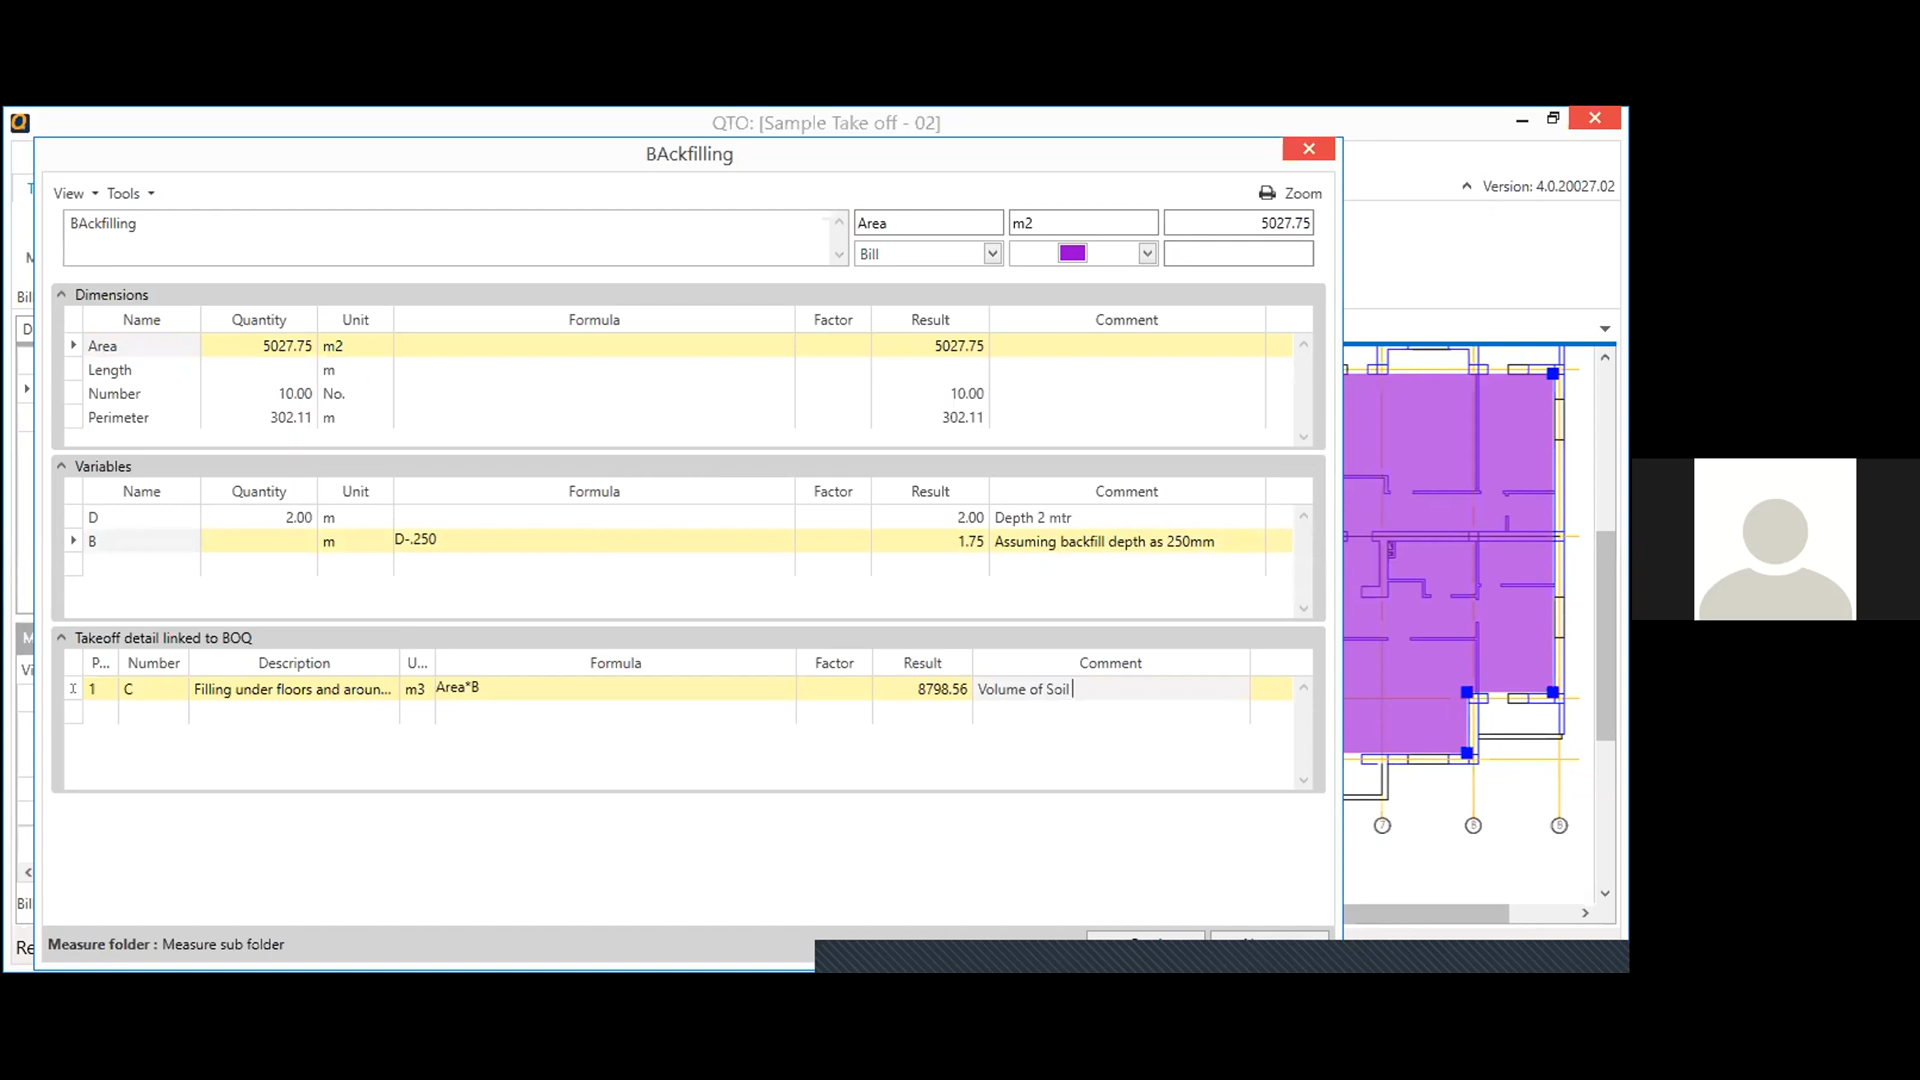 QTO: [Sample Take off - 02]
BAckfilling
View Tools Zoom
Version: 4.0.20027.02
BAckfilling Area m2 5027.75
Bill
Dimensions
Name Quantity Unit Formula Factor Result Comment
Area 5027.75 m2 5027.75
Length m
Number 10.00 No. 10.00
Perimeter 302.11 m 302.11
Variables
Name Quantity Unit Formula Factor Result Comment
D 2.00 m 2.00 Depth 2 mtr
B m D-.250 1.75 Assuming backfill depth as 250mm
Takeoff detail linked to BOQ
P... Number Description U... Formula Factor Result Comment
1 C Filling under floors and aroun... m3 Area*B 8798.56 Volume of Soil
7
Measure folder : Measure sub folder